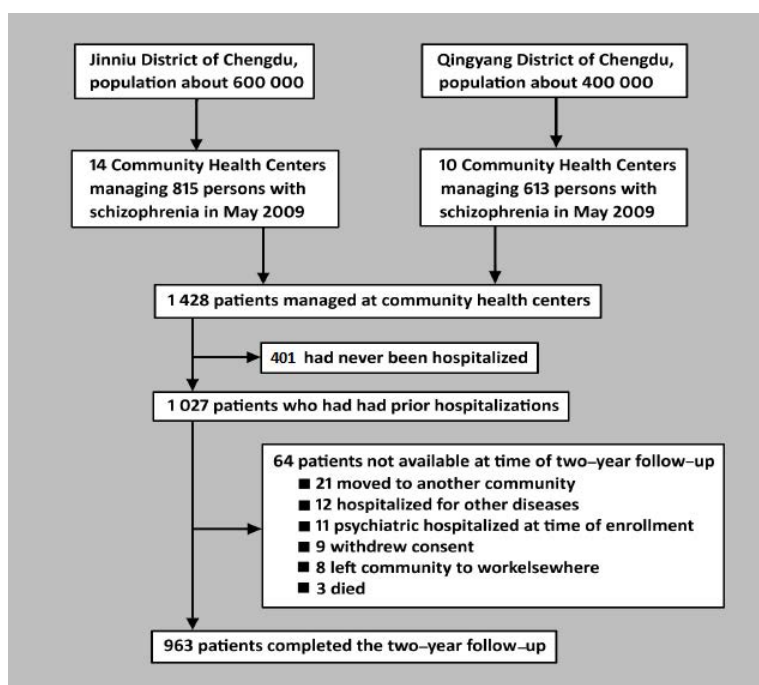 Jinniu District of Chengdu,
population about 600 000
Qingyang District of Chengdu,
population about 400 000
14 Community Health Centers
managing 815 persons with
schizophrenia in May 2009
10 Community Health Centers
managing 613 persons with
schizophrenia in May 2009
1 428 patients managed at community health centers
401 had never been hospitalized
1 027 patients who had had prior hospitalizations
64 patients not available at time of two–year follow–up
■ 21 moved to another community
■ 12 hospitalized for other diseases
■ 11 psychiatric hospitalized at time of enrollment
■ 9 withdrew consent
■ 8 left community to workelsewhere
■ 3 died
963 patients completed the two–year follow–up